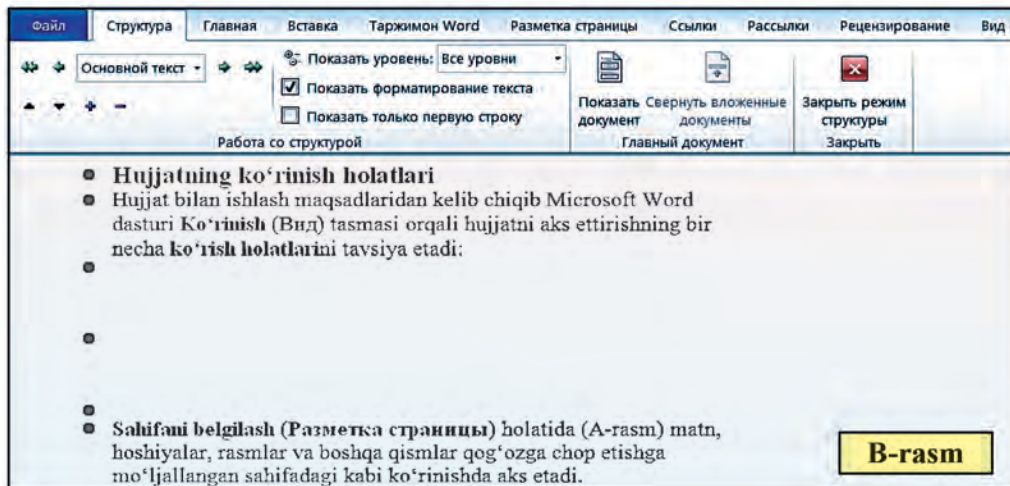 Файл Структура Главная Вставка Таржимон Word Разметка страницы Ссылки Рассылки Рецензирование Вид
Основной текст
Показать уровень: Все уровни
Показать форматирование текста
Показать только первую строку
Работа со структурой
Показать документ
Свернуть вложенные документы
Главный документ
Закрыть режим структуры
Закрыть
Hujjatning ko‘rinish holatlari
Hujjat bilan ishlash maqsadlaridan kelib chiqib Microsoft Word
dasturi Ko‘rinish (Вид) tasmasi orqali hujjatni aks ettirishning bir
necha ko‘rish holatlarini tavsiya etadi:
Sahifani belgilash (Разметка страницы) holatida (A-rasm) matn,
hoshiyalar, rasmlar va boshqa qismlar qog‘ozga chop etishga
mo‘ljallangan sahifadagi kabi ko‘rinishda aks etadi.
B-rasm